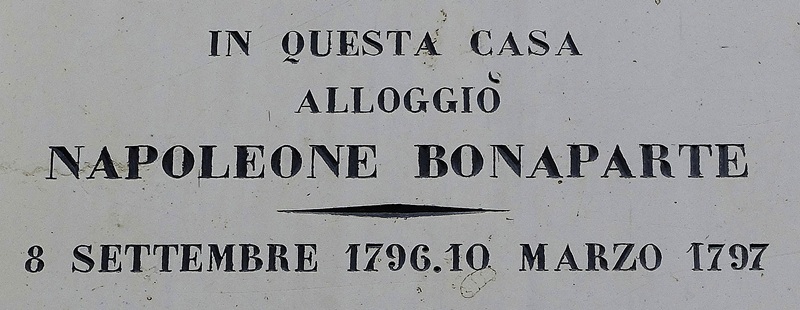 IN QUESTA CASA
ALLOGGIÒ
NAPOLEONE BONAPARTE
8 SETTEMBRE 1796.10 MARZO 1797